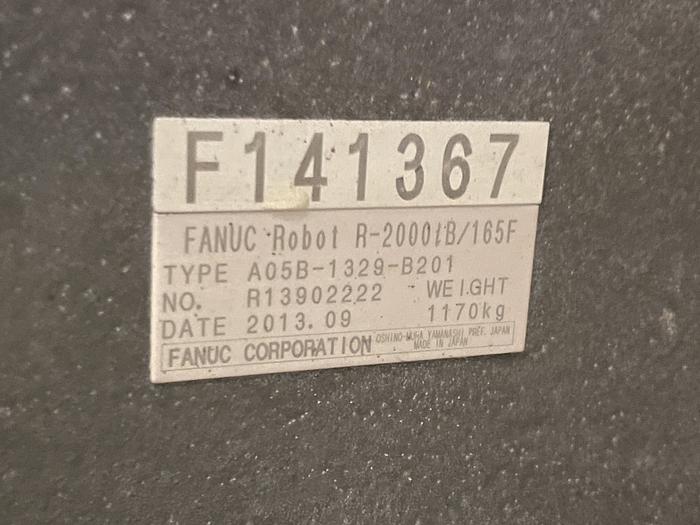 F141367
FANUC Robot R-2000iB/165F
TYPE A05B-1329-B201
NO. R13902222 WEIGHT
DATE 2013.09 1170kg
FANUC CORPORATION OSHINO-MURA, YAMANASHI PREF. JAPAN
MADE IN JAPAN